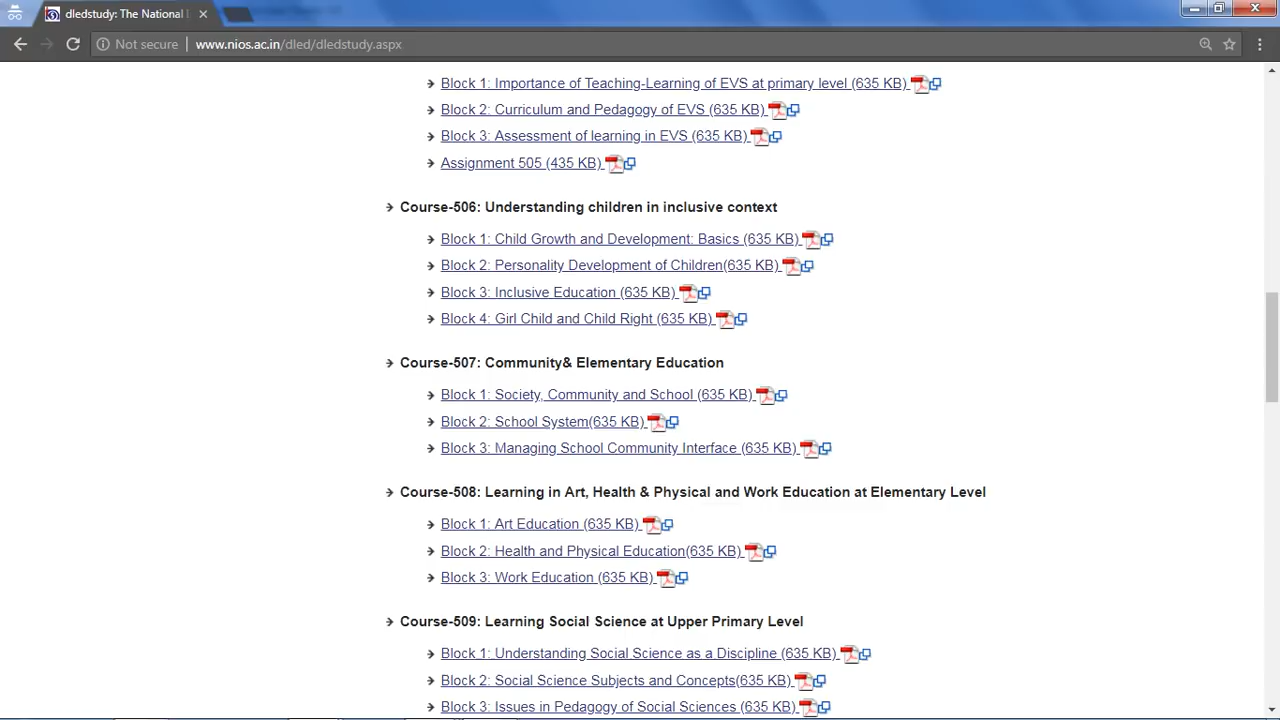 dledstudy: The National
Not secure
www.nios.ac.in/dled/dledstudy.aspx
Block 1: Importance of Teaching-Learning of EVS at primary level (635 KB)
Block 2: Curriculum and Pedagogy of EVS (635 KB)
Block 3: Assessment of learning in EVS (635 KB)
Assignment 505 (435 KB)
Course-506: Understanding children in inclusive context
Block 1: Child Growth and Development: Basics (635 KB)
Block 2: Personality Development of Children(635 KB)
Block 3: Inclusive Education (635 KB)
Block 4: Girl Child and Child Right (635 KB)
Course-507: Community& Elementary Education
Block 1: Society, Community and School (635 KB)
Block 2: School System(635 KB)
Block 3: Managing School Community Interface (635 KB)
Course-508: Learning in Art, Health & Physical and Work Education at Elementary Level
Block 1: Art Education (635 KB)
Block 2: Health and Physical Education(635 KB)
Block 3: Work Education (635 KB)
Course-509: Learning Social Science at Upper Primary Level
Block 1: Understanding Social Science as a Discipline (635 KB)
Block 2: Social Science Subjects and Concepts(635 KB)
Block 3: Issues in Pedagogy of Social Sciences (635 KB)